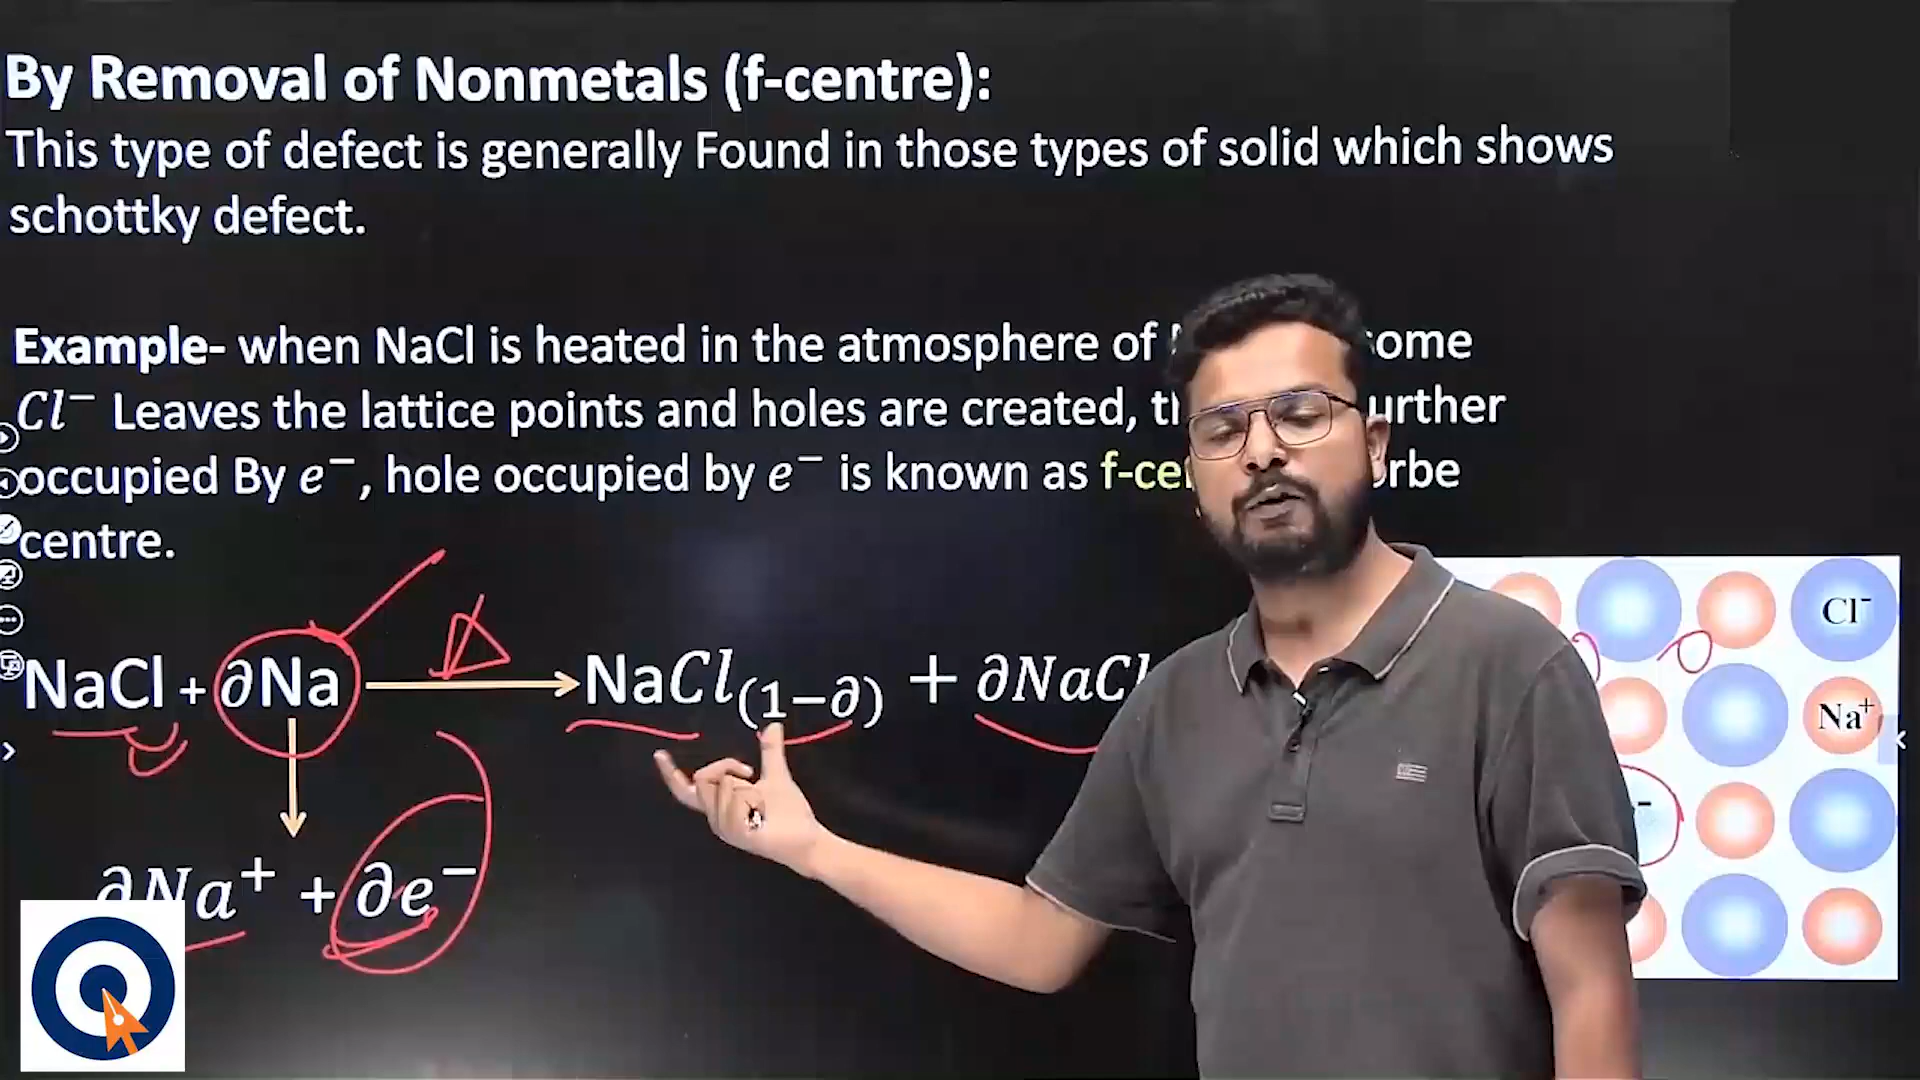 By Removal of Nonmetals (f-centre):
This type of defect is generally Found in those types of solid which shows
schottky defect.
Example- when NaCl is heated in the atmosphere of some
Cl⁻ Leaves the lattice points and holes are created,
occupied By e⁻, hole occupied by e⁻ is known as
centre.
NaCl + ∂Na → NaCl(1−∂) + ∂NaCl
∂Na⁺ + ∂e⁻
Cl⁻
Na⁺